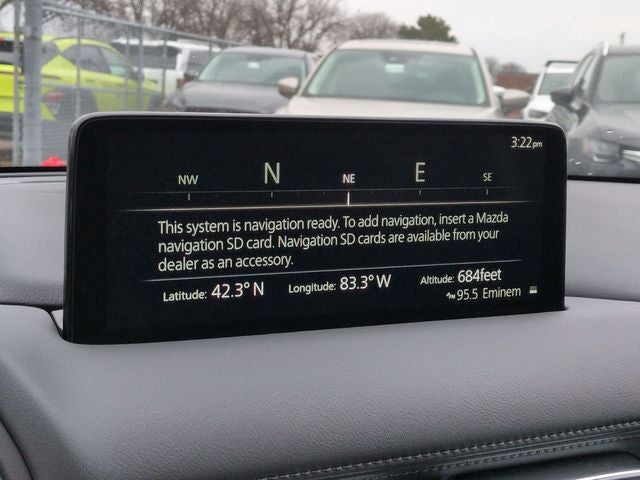 3:22pm
NW N NE E SE
This system is navigation ready. To add navigation, insert a Mazda
navigation SD card. Navigation SD cards are available from your
dealer as an accessory.
Latitude: 42.3° N Longitude: 83.3° W Altitude: 684feet
95.5 Eminem